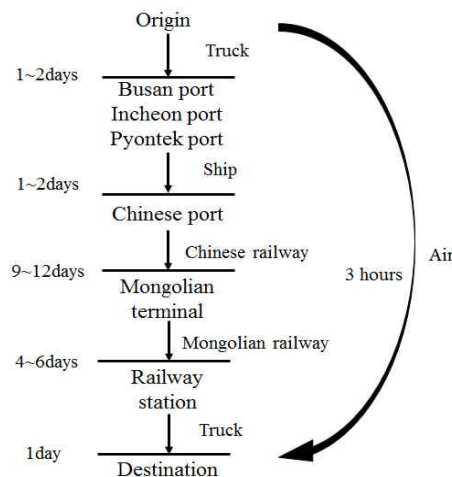 Origin
Truck
1~2days
Busan port
Incheon port
Pyontek port
Ship
1~2days
Chinese port
Chinese railway
9~12days
Mongolian
terminal
Mongolian railway
4~6days
Railway
station
Truck
1day
Destination
3 hours
Air